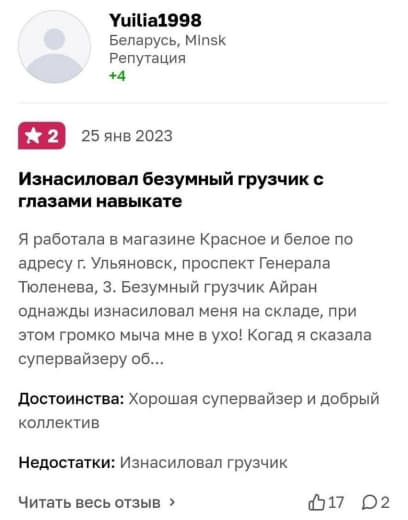 Yuilia1998
Беларусь, Minsk
Репутация
+4
2 25 янв 2023
Изнасиловал безумный грузчик с
глазами навыкате
Я работала в магазине Красное и белое по
адресу г. Ульяновск, проспект Генерала
Тюленева, 3. Безумный грузчик Айран
однажды изнасиловал меня на складе, при
этом громко мыча мне в ухо! Когад я сказала
супервайзеру об...
Достоинства: Хорошая супервайзер и добрый
коллектив
Недостатки: Изнасиловал грузчик
Читать весь отзыв > 17 2